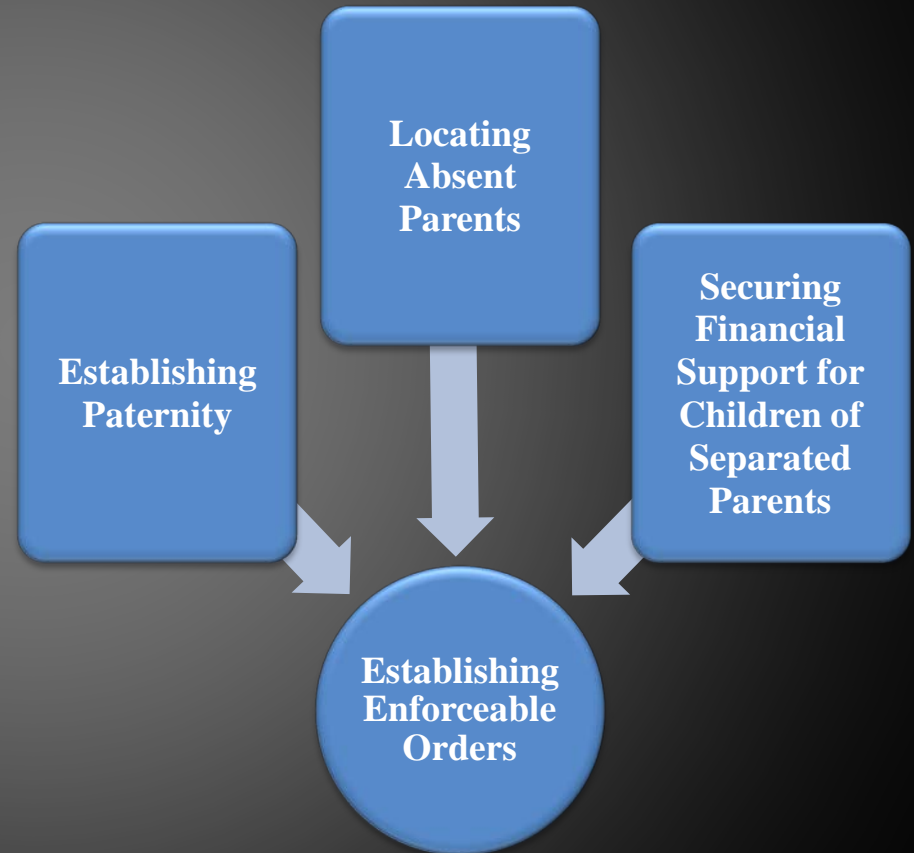 Locating
Absent
Parents
Establishing
Paternity
Securing
Financial
Support for
Children of
Separated
Parents
Establishing
Enforceable
Orders